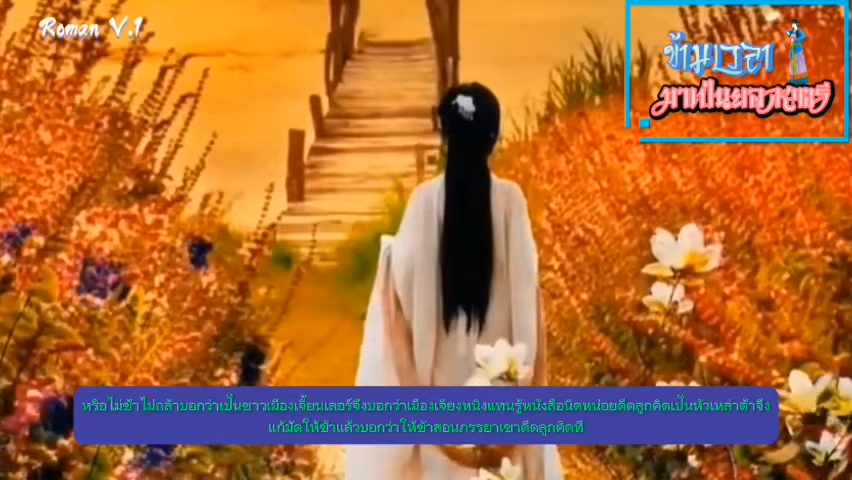 Roman V.1
ข้ามเวลา
มาเป็นยอดสตรี
หรือไม่ข้าไม่กล้าบอกว่าเป็นชาวเมืองเจี้ยนเลอร์จึงบอกว่าเมืองเจียงหนิงแทนรู้หนังสือนิดหน่อยดีดลูกคิดเป็นหัวเหล่าต้าจึง
แก้มัดให้ข้าแล้วบอกว่าให้ข้าสอนภรรยาเขาดีดลูกคิดที